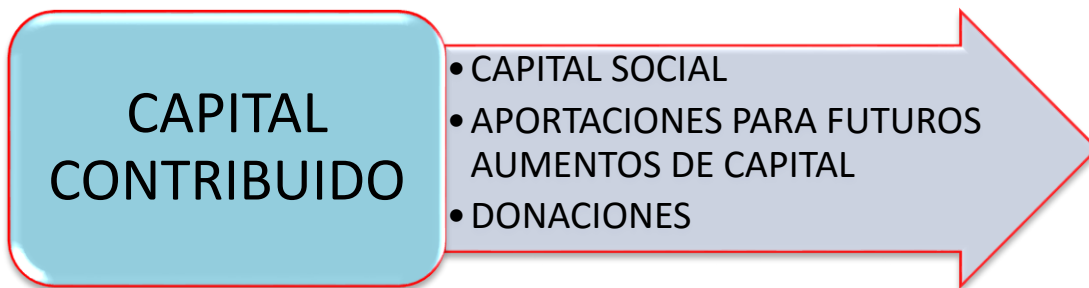 CAPITAL
CONTRIBUIDO
• CAPITAL SOCIAL
• APORTACIONES PARA FUTUROS
AUMENTOS DE CAPITAL
• DONACIONES